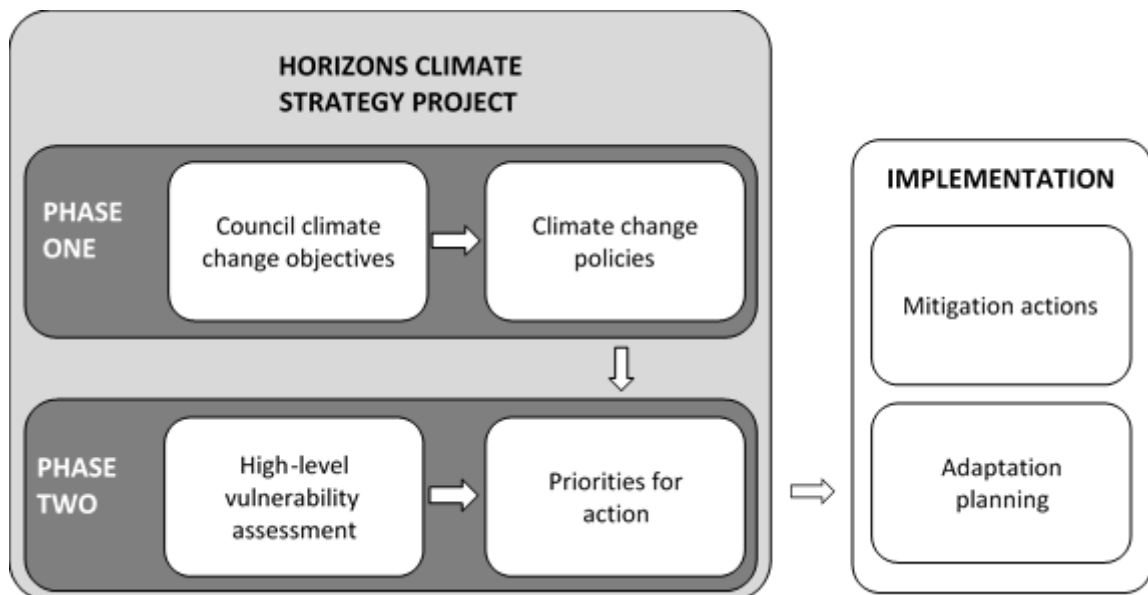 HORIZONS CLIMATE
STRATEGY PROJECT
PHASE
ONE
Council climate
change objectives
Climate change
policies
PHASE
TWO
High-level
vulnerability
assessment
Priorities for
action
IMPLEMENTATION
Mitigation actions
Adaptation
planning